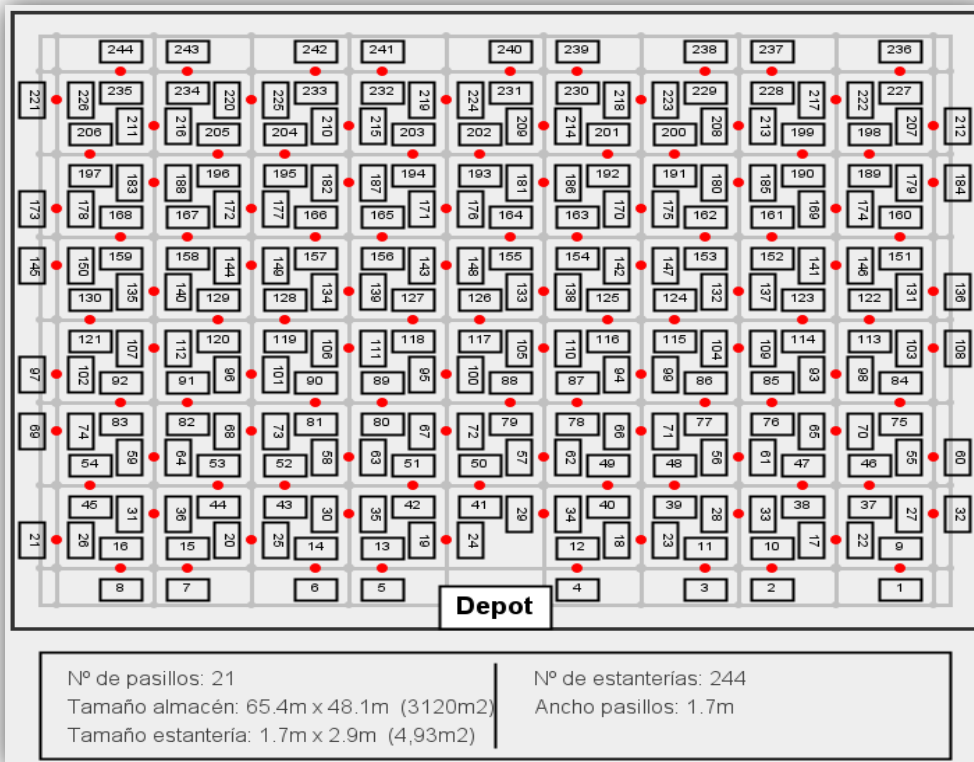 244 243 242 241 240 239 238 237 236
221 226 235 234 220 225 233 232 219 224 231 230 218 223 229 228 217 222 227
206 211 216 205 204 210 215 203 202 209 214 201 200 208 213 199 198 207 212
197 183 188 196 195 182 187 194 193 181 186 192 191 180 185 190 189 179 184
173 178 168 167 172 177 166 165 171 176 164 163 170 175 162 161 169 174 160
145 150 159 158 144 149 157 156 143 148 155 154 142 147 153 152 141 146 151
130 135 140 129 128 134 139 127 126 133 138 125 124 132 137 123 122 131 136
121 107 112 120 119 106 111 118 117 105 110 116 115 104 109 114 113 103 108
97 102 92 91 96 101 90 89 95 100 88 87 94 99 86 85 93 98 84
69 74 83 82 68 73 81 80 67 72 79 78 66 71 77 76 65 70 75
54 59 64 53 52 58 63 51 50 57 62 49 48 56 61 47 46 55 60
45 31 36 44 43 30 35 42 41 29 34 40 39 28 33 38 37 27 32
21 26 16 15 20 25 14 13 19 24 12 18 23 11 10 17 22 9
8 7 6 5 4 3 2 1
Depot
Nº de pasillos: 21
Tamaño almacén: 65.4m x 48.1m (3120m2)
Tamaño estantería: 1.7m x 2.9m (4,93m2)
Nº de estanterías: 244
Ancho pasillos: 1.7m